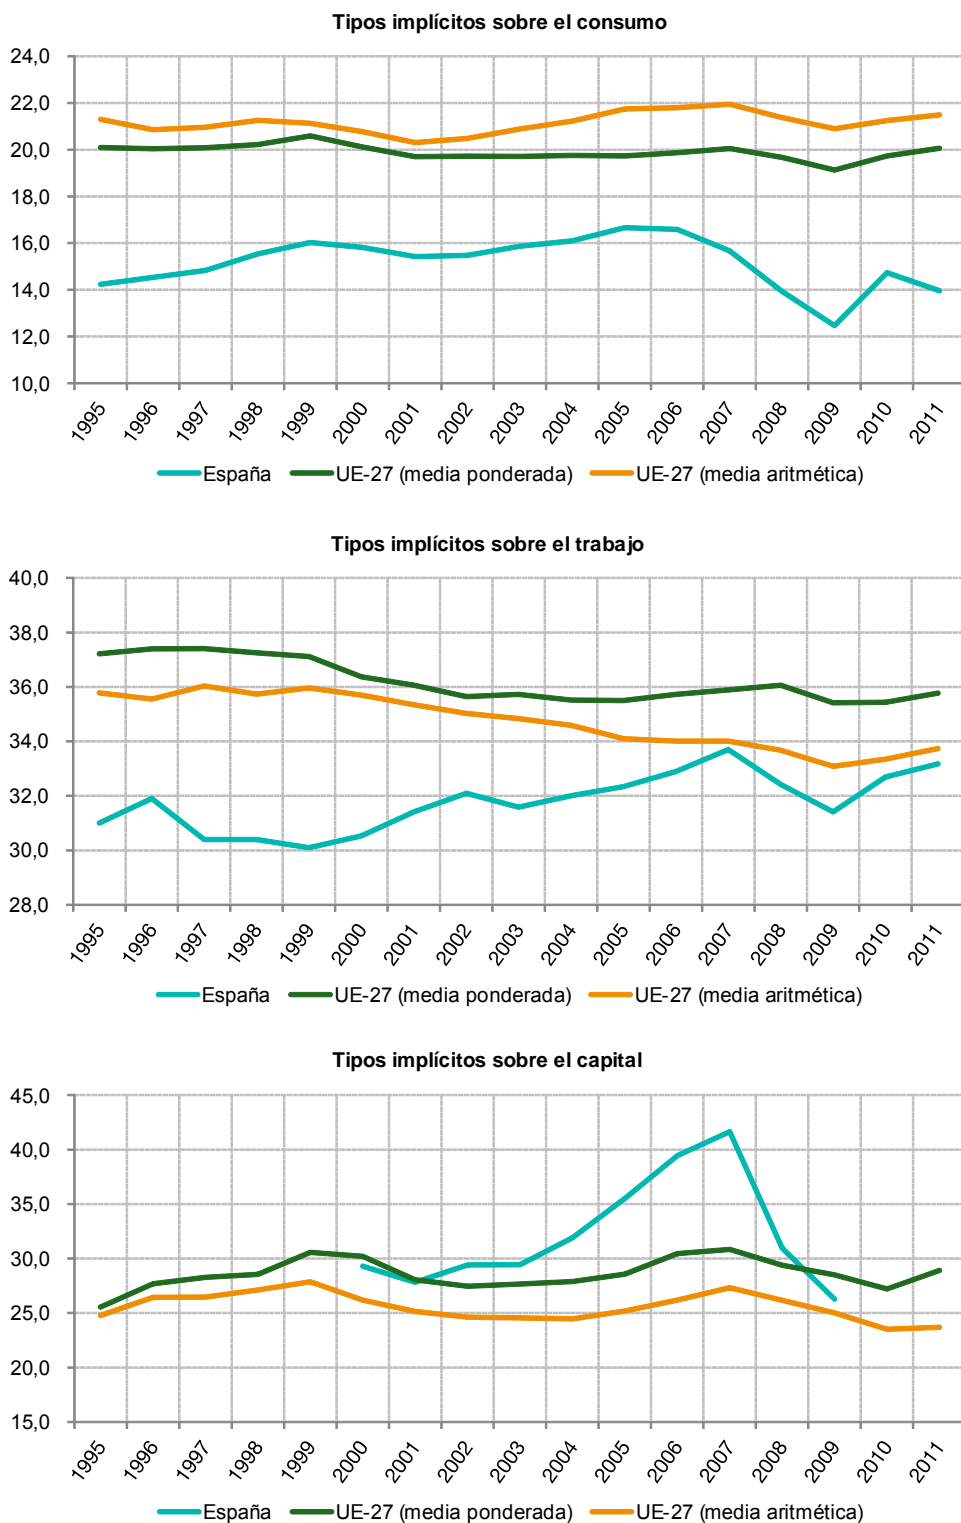 Tipos implícitos sobre el consumo
24,0
22,0
20,0
18,0
16,0
14,0
12,0
10,0
1995 1996 1997 1998 1999 2000 2001 2002 2003 2004 2005 2006 2007 2008 2009 2010 2011
España UE-27 (media ponderada) UE-27 (media aritmética)
Tipos implícitos sobre el trabajo
40,0
38,0
36,0
34,0
32,0
30,0
28,0
1995 1996 1997 1998 1999 2000 2001 2002 2003 2004 2005 2006 2007 2008 2009 2010 2011
España UE-27 (media ponderada) UE-27 (media aritmética)
Tipos implícitos sobre el capital
45,0
40,0
35,0
30,0
25,0
20,0
15,0
1995 1996 1997 1998 1999 2000 2001 2002 2003 2004 2005 2006 2007 2008 2009 2010 2011
España UE-27 (media ponderada) UE-27 (media aritmética)